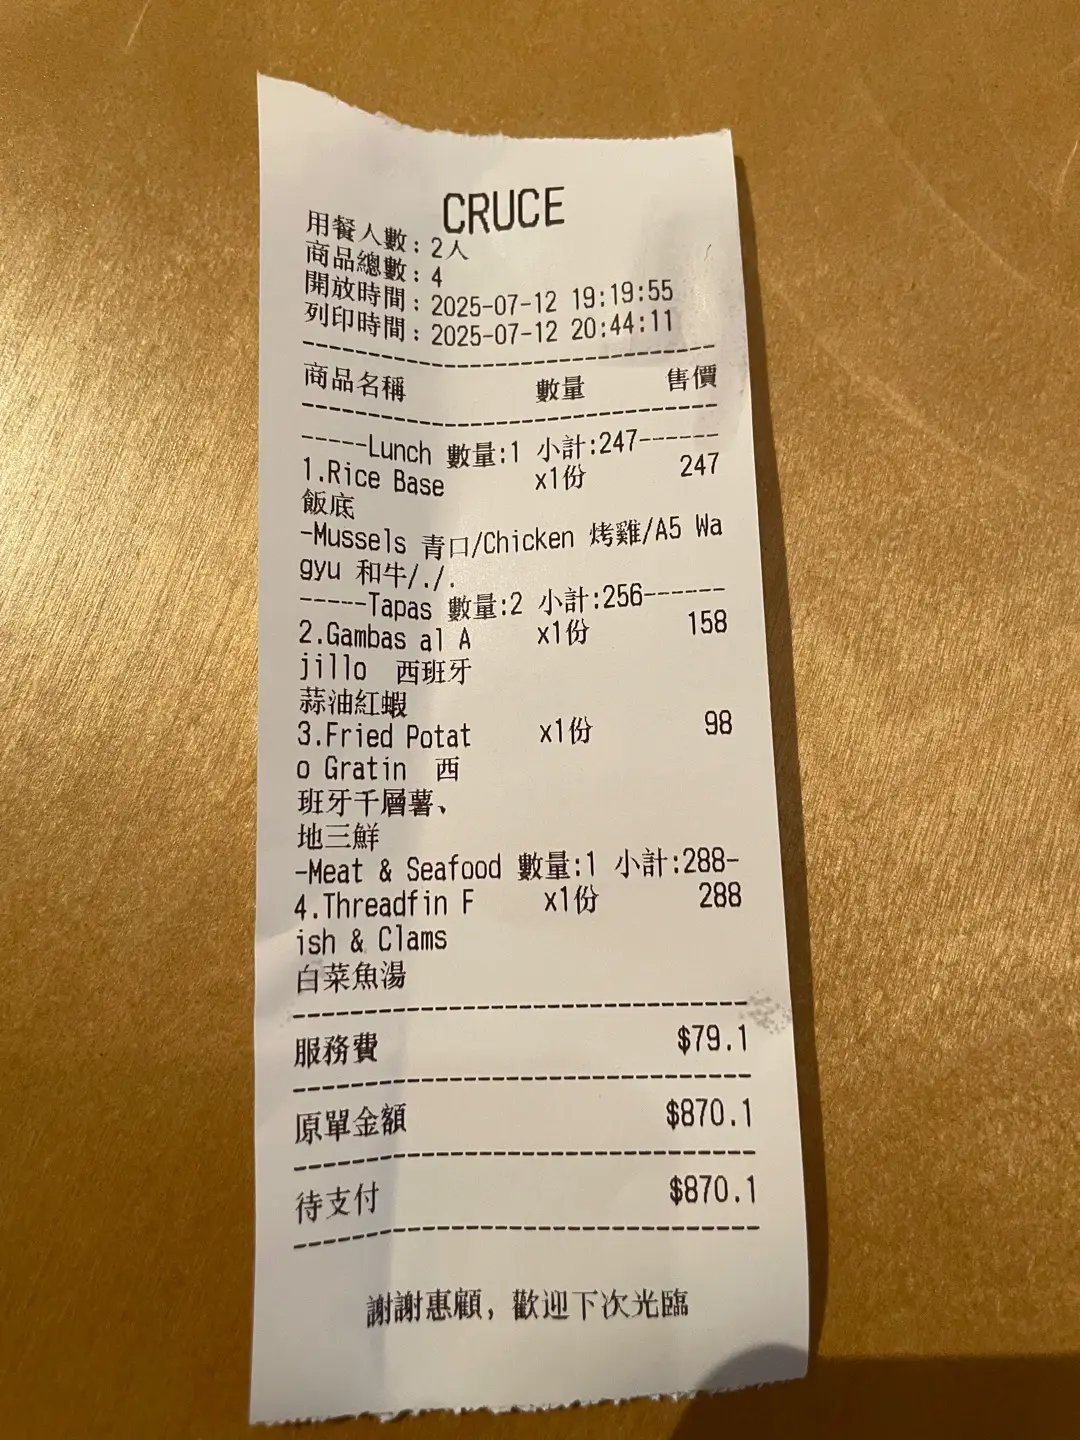 CRUCE
用餐人數：2人
商品總數：4
開放時間：2025-07-12 19:19:55
列印時間：2025-07-12 20:44:11
商品名稱 數量 售價
-----Lunch 數量:1 小計:247------
1.Rice Base x1份 247
飯底
-Mussels 青口/Chicken 烤雞/A5 Wa
gyu 和牛/./.
-----Tapas 數量:2 小計:256------
2.Gambas al A x1份 158
jillo 西班牙
蒜油紅蝦
3.Fried Potat x1份 98
o Gratin 西
班牙千層薯、
地三鮮
-Meat & Seafood 數量:1 小計:288-
4.Threadfin F x1份 288
ish & Clams
白菜魚湯
服務費 $79.1
原單金額 $870.1
待支付 $870.1
謝謝惠顧, 歡迎下次光臨